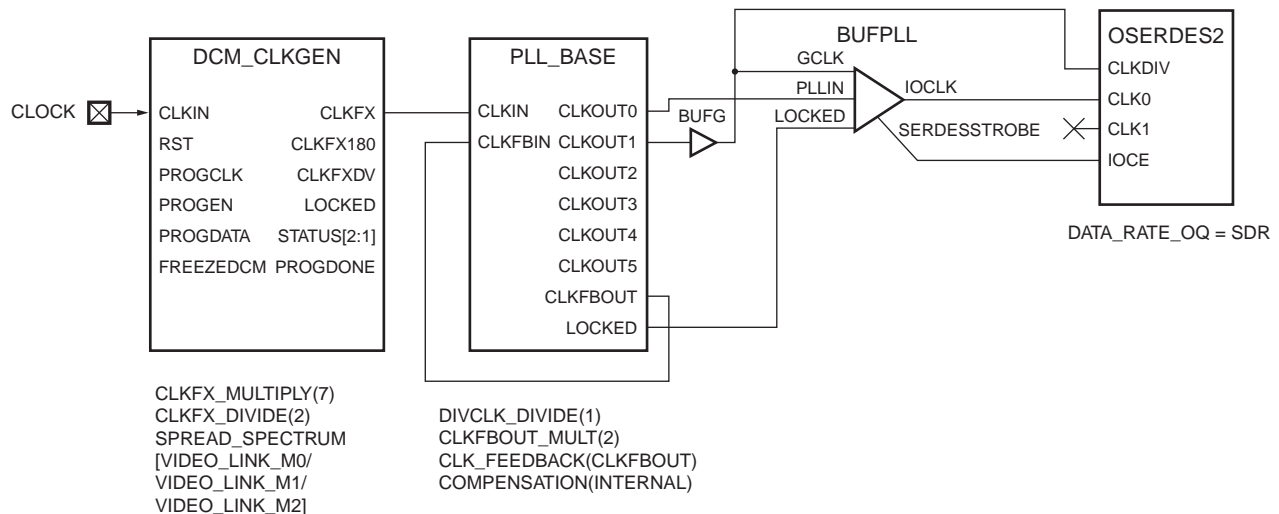 CLOCK
DCM_CLKGEN
CLKIN CLKFX
RST CLKFX180
PROGCLK CLKFXDV
PROGEN LOCKED
PROGDATA STATUS[2:1]
FREEZEDCM PROGDONE
CLKFX_MULTIPLY(7)
CLKFX_DIVIDE(2)
SPREAD_SPECTRUM
[VIDEO_LINK_M0/
VIDEO_LINK_M1/
VIDEO_LINK_M2]
PLL_BASE
CLKIN CLKOUT0
CLKFBIN CLKOUT1
CLKOUT2
CLKOUT3
CLKOUT4
CLKOUT5
CLKFBOUT
LOCKED
DIVCLK_DIVIDE(1)
CLKFBOUT_MULT(2)
CLK_FEEDBACK(CLKFBOUT)
COMPENSATION(INTERNAL)
BUFG
BUFPLL
GCLK
PLLIN
LOCKED
IOCLK
SERDESSTROBE
OSERDES2
CLKDIV
CLK0
CLK1
IOCE
DATA_RATE_OQ = SDR